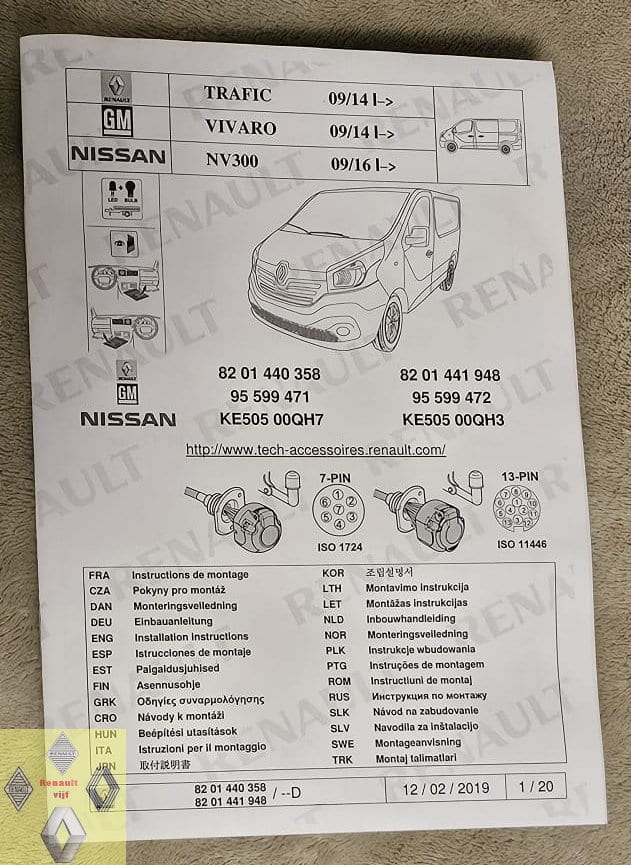 RENAULT
TRAFIC 09/14 I–>
GM
VIVARO 09/14 I–>
NISSAN
NV300 09/16 I–>
LED BULB
RENAULT
GM
NISSAN
82 01 440 358 82 01 441 948
95 599 471 95 599 472
KE505 00QH7 KE505 00QH3
http://www.tech-accessoires.renault.com/
7-PIN 13-PIN
ISO 1724 ISO 11446
FRA Instructions de montage
CZA Pokyny pro montáž
DAN Monteringsveiledning
DEU Einbauanleitung
ENG Installation instructions
ESP Istrucciones de montaje
EST Paigaldusjuhised
FIN Asennusohje
GRK Οδηγίες συναρμολόγησης
CRO Návody k montáži
HUN Beépítési utasítások
ITA Istruzioni per il montaggio
JPN 取付説明書
KOR 조립설명서
LTH Montavimo instrukcija
LET Montāžas instrukcijas
NLD Inbouwhandleiding
NOR Monteringsveiledning
PLK Instrukcje wbudowania
PTG Instruções de montagem
ROM Instructiuni de montaj
RUS Инструкция по монтажу
SLK Návod na zabudovanie
SLV Navodila za inštalacijo
SWE Montageanvisning
TRK Montaj talimatlari
82 01 440 358
82 01 441 948 / --D
12 / 02 / 2019
1 / 20
Renault
vijf